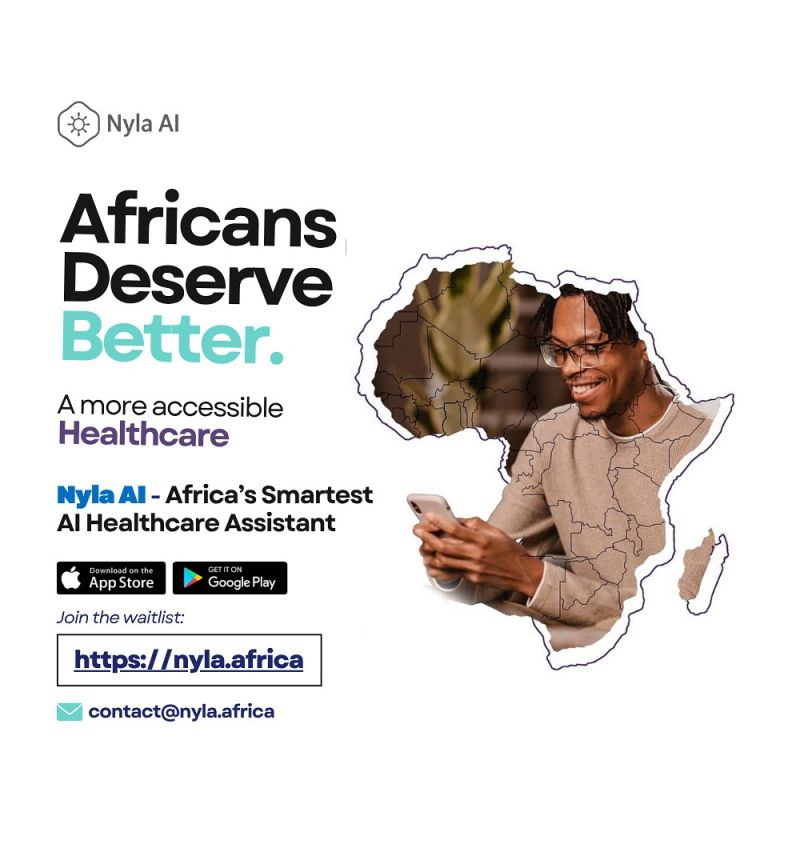 Nyla AI
Africans
Deserve
Better.
A more accessible
Healthcare
Nyla AI - Africa's Smartest
AI Healthcare Assistant
Download on the
App Store
GET IT ON
Google Play
Join the waitlist:
https://nyla.africa
contact@nyla.africa